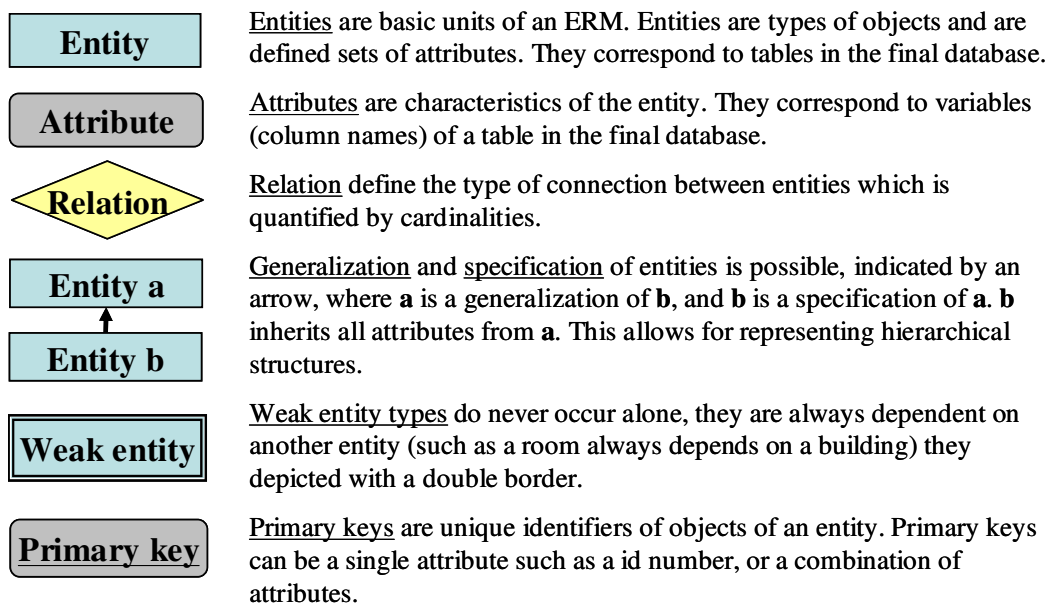 Entity
Entities are basic units of an ERM. Entities are types of objects and are
defined sets of attributes. They correspond to tables in the final database.
Attribute
Attributes are characteristics of the entity. They correspond to variables
(column names) of a table in the final database.
Relation
Relation define the type of connection between entities which is
quantified by cardinalities.
Entity a
Entity b
Generalization and specification of entities is possible, indicated by an
arrow, where a is a generalization of b, and b is a specification of a. b
inherits all attributes from a. This allows for representing hierarchical
structures.
Weak entity
Weak entity types do never occur alone, they are always dependent on
another entity (such as a room always depends on a building) they
depicted with a double border.
Primary key
Primary keys are unique identifiers of objects of an entity. Primary keys
can be a single attribute such as a id number, or a combination of
attributes.